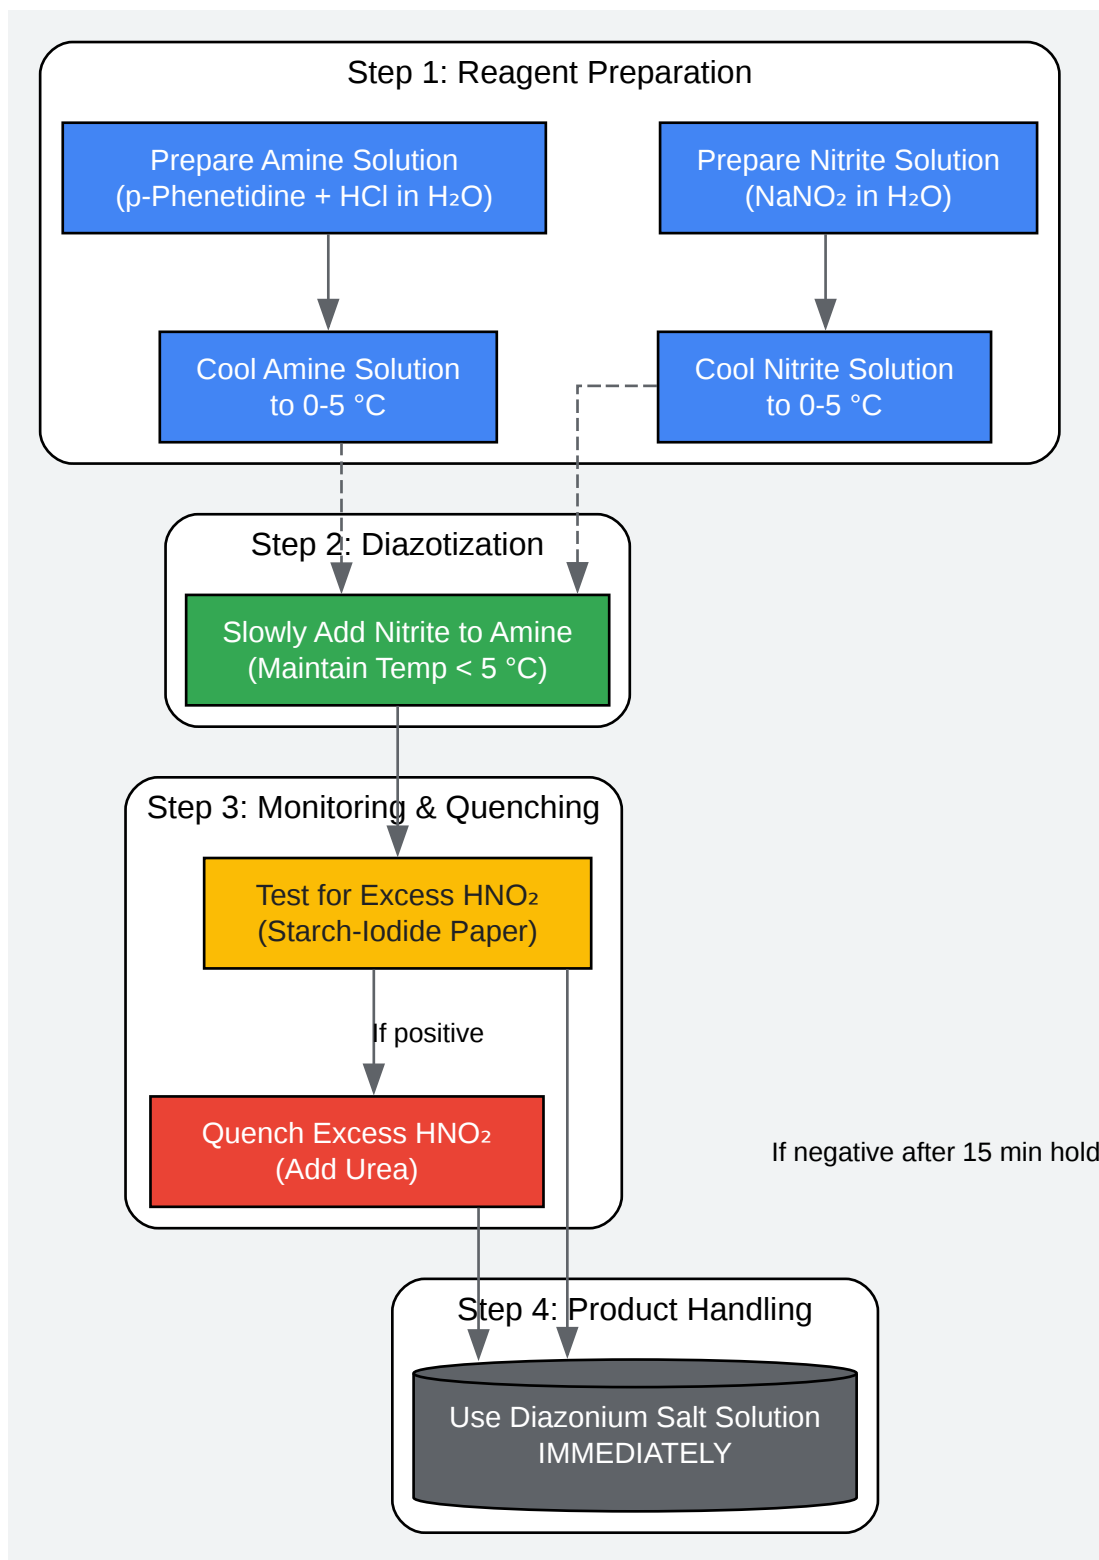 Step 1: Reagent Preparation
Prepare Amine Solution
(p-Phenetidine + HCl in H₂O)
Prepare Nitrite Solution
(NaNO₂ in H₂O)
Cool Amine Solution
to 0-5 °C
Cool Nitrite Solution
to 0-5 °C
Step 2: Diazotization
Slowly Add Nitrite to Amine
(Maintain Temp < 5 °C)
Step 3: Monitoring & Quenching
Test for Excess HNO₂
(Starch-Iodide Paper)
If positive
Quench Excess HNO₂
(Add Urea)
If negative after 15 min hold
Step 4: Product Handling
Use Diazonium Salt Solution
IMMEDIATELY